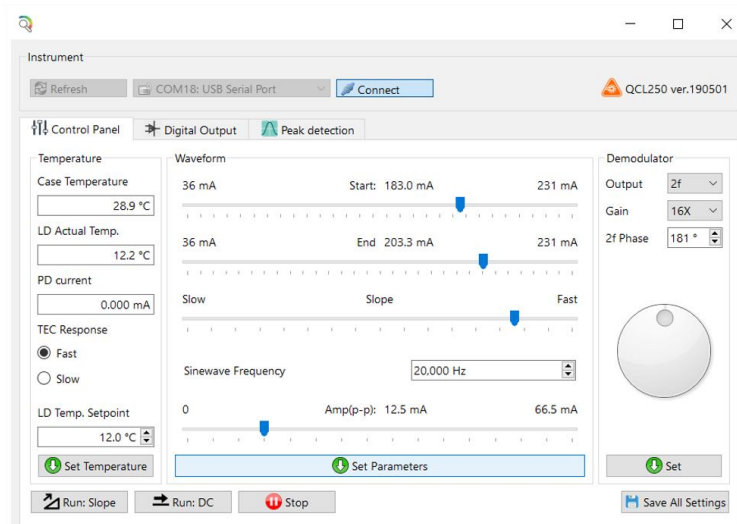 Instrument
Refresh COM18: USB Serial Port Connect QCL250 ver.190501
Control Panel Digital Output Peak detection
Temperature
Case Temperature
28.9 °C
LD Actual Temp.
12.2 °C
PD current
0.000 mA
TEC Response
Fast
Slow
LD Temp. Setpoint
12.0 °C
Set Temperature
Waveform
36 mA Start: 183.0 mA 231 mA
36 mA End 203.3 mA 231 mA
Slow Slope Fast
Sinewave Frequency 20,000 Hz
0 Amp(p-p): 12.5 mA 66.5 mA
Set Parameters
Demodulator
Output 2f
Gain 16X
2f Phase 181 °
Set
Run: Slope Run: DC Stop Save All Settings